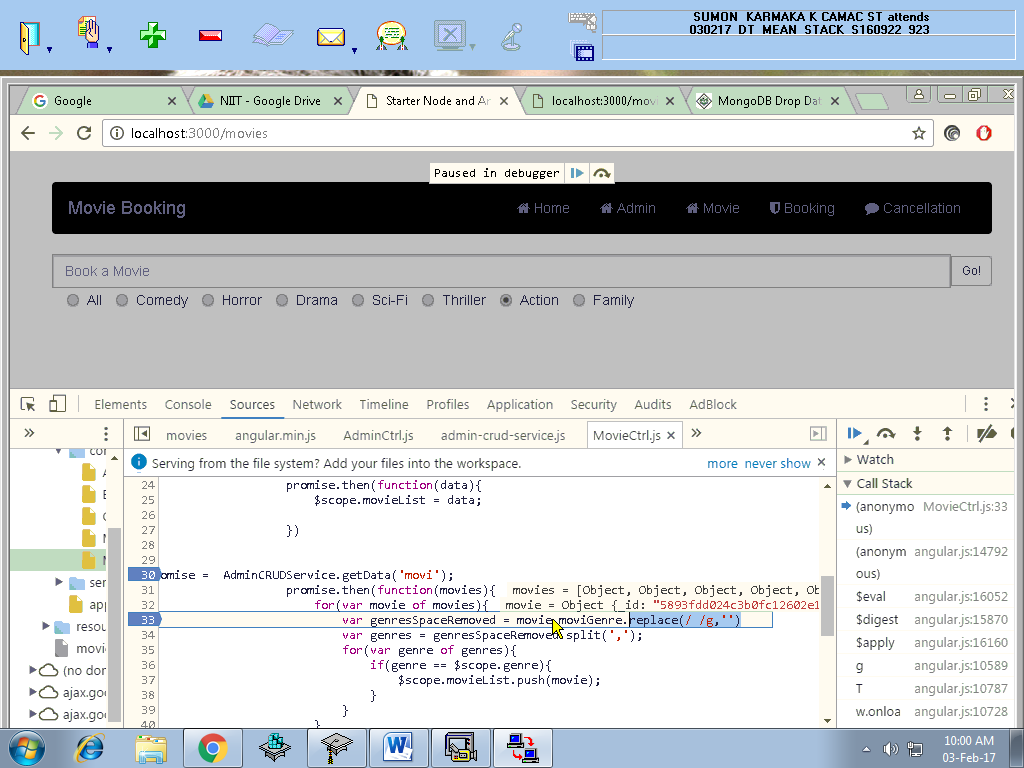 SUMON KARMAKA K CAMAC ST attends
030217 DT MEAN STACK S160922 923
Google
NIIT - Google Drive
Starter Node and An
localhost:3000/movi
MongoDB Drop Dat
localhost:3000/movies
Paused in debugger
Movie Booking
Home
Admin
Movie
Booking
Cancellation
Book a Movie
Go!
All
Comedy
Horror
Drama
Sci-Fi
Thriller
Action
Family
Elements
Console
Sources
Network
Timeline
Profiles
Application
Security
Audits
AdBlock
movies
angular.min.js
AdminCtrl.js
admin-crud-service.js
MovieCtrl.js
Serving from the file system? Add your files into the workspace.
more
never show
24 promise.then(function(data){
25 $scope.movieList = data;
26
27 })
28
29
30 omise = AdminCRUDService.getData('movi');
31 promise.then(function(movies){ movies = [Object, Object, Object, Object, Ob
32 for(var movie of movies){ movie = Object {_id: "5893fdd024c3b0fc12602e1
33 var genresSpaceRemoved = movie.moviGenre.replace(/ /g,'')
34 var genres = genresSpaceRemoved.split(',');
35 for(var genre of genres){
36 if(genre == $scope.genre){
37 $scope.movieList.push(movie);
38 }
39 }
40 }
con
ser
app
resou
movie
(no dor
ajax.goo
ajax.goo
Watch
Call Stack
(anonymo
us)
MovieCtrl.js:33
(anonym
ous)
angular.js:14792
$eval
angular.js:16052
$digest
angular.js:15870
$apply
angular.js:16160
g
angular.js:10589
T
angular.js:10787
w.onloa
angular.js:10728
10:00 AM
03-Feb-17